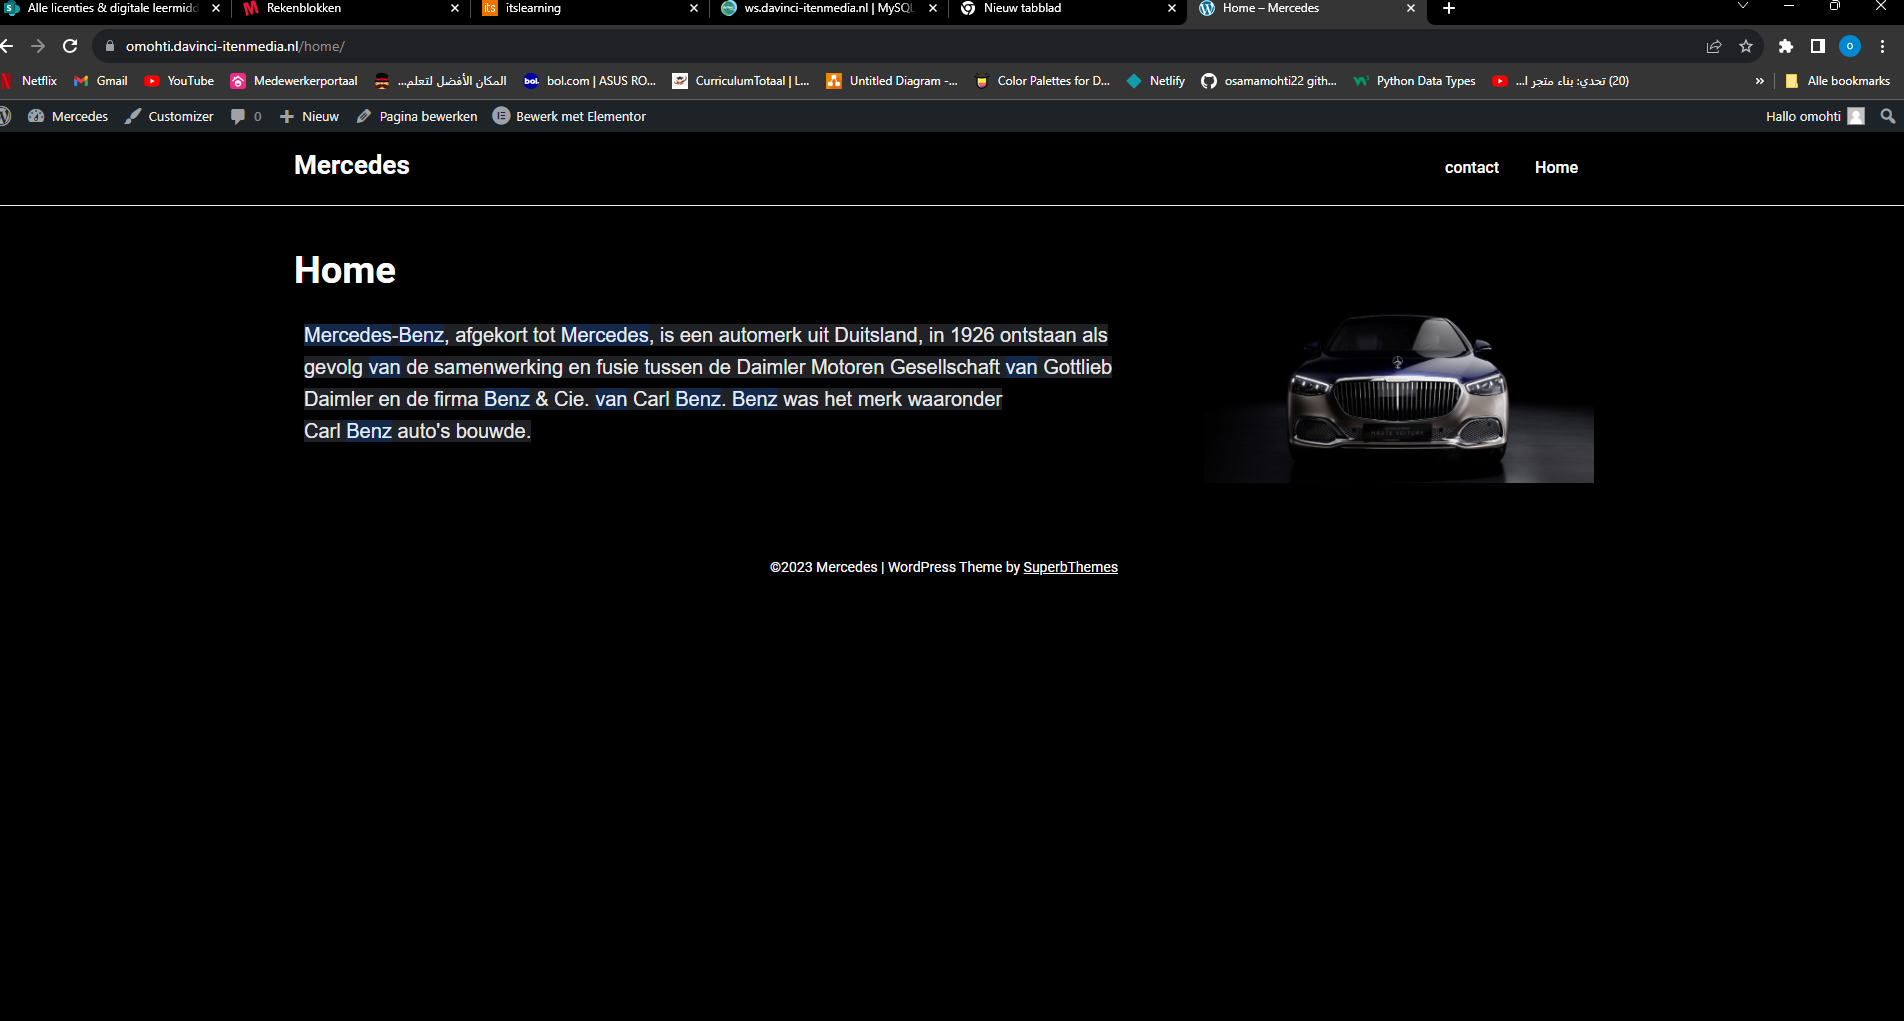 Alle licenties & digitale leermidd
Rekenblokken
itslearning
ws.davinci-itenmedia.nl | MySQL
Nieuw tabblad
Home – Mercedes
omohti.davinci-itenmedia.nl/home/
Netflix
Gmail
YouTube
Medewerkerportaal
المكان الأفضل لتعلم...
bol.com | ASUS RO...
CurriculumTotaal | L...
Untitled Diagram -...
Color Palettes for D...
Netlify
osamamohti22 gith...
Python Data Types
(20) تحدي: بناء متجر ا...
»
Alle bookmarks
Mercedes
Customizer
0
Nieuw
Pagina bewerken
Bewerk met Elementor
Hallo omohti
Mercedes
contact
Home
Home
Mercedes-Benz, afgekort tot Mercedes, is een automerk uit Duitsland, in 1926 ontstaan als
gevolg van de samenwerking en fusie tussen de Daimler Motoren Gesellschaft van Gottlieb
Daimler en de firma Benz & Cie. van Carl Benz. Benz was het merk waaronder
Carl Benz auto's bouwde.
HAUTE VOITURE
©2023 Mercedes | WordPress Theme by SuperbThemes